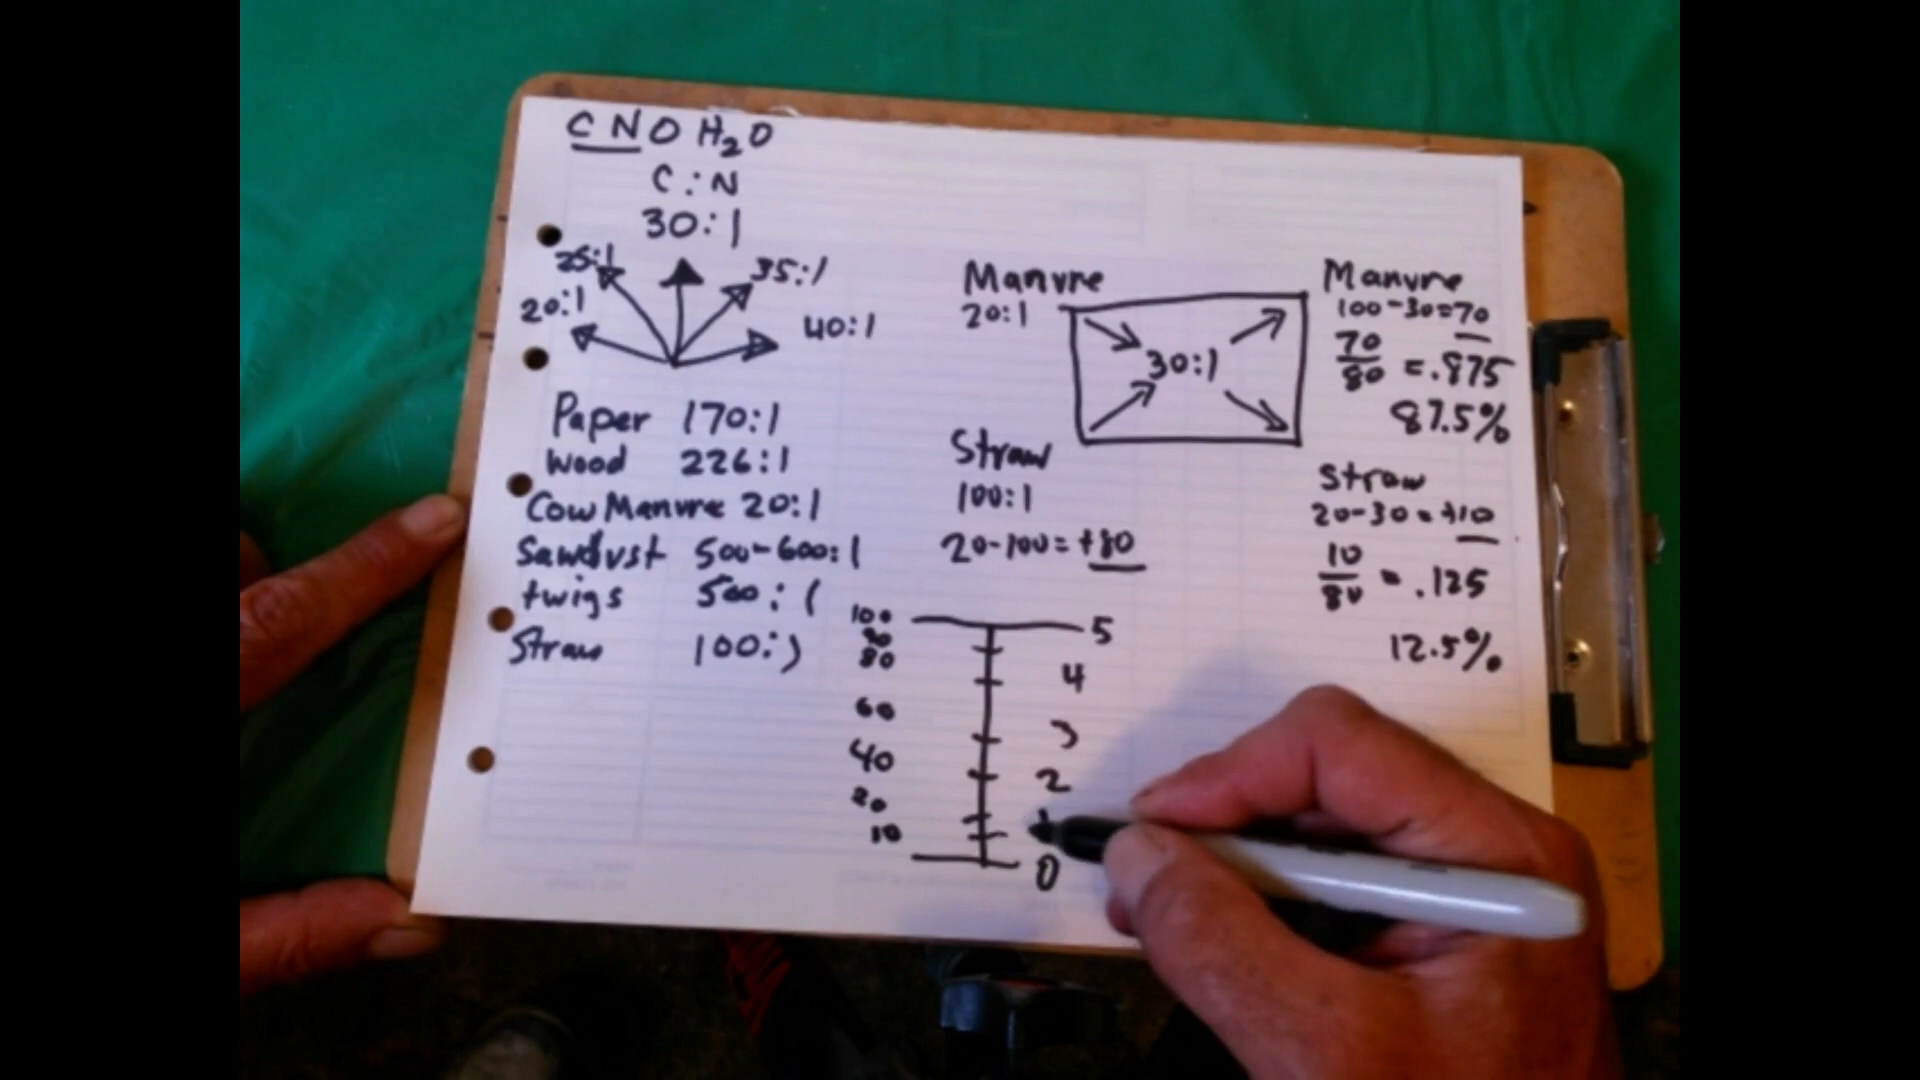 C N O H2O
C:N
30:1
25:1
35:1
20:1
40:1
Paper 170:1
Wood 226:1
Cow Manure 20:1
Sawdust 500-600:1
twigs 500:1
Straw 100:1
Manure
20:1
30:1
Straw
100:1
20-100=+80
Manure
100-30=70
70
80
=.875
87.5%
Straw
20-30=+10
10
80
= .125
12.5%
100 5
90
80 4
60 3
40 2
20 1
10
0